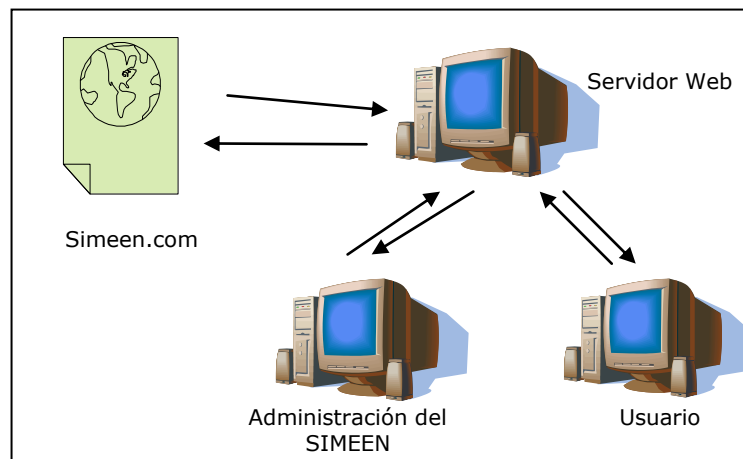 Servidor Web
Simeen.com
Administración del
SIMEEN
Usuario